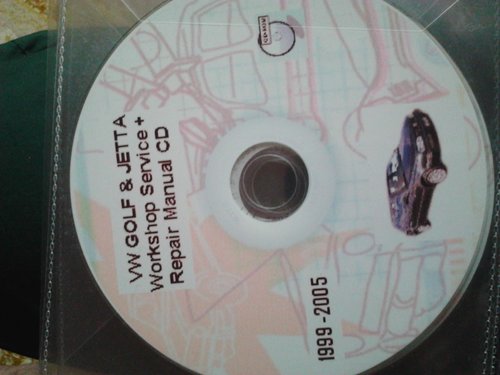 VW GOLF & JETTA
Workshop Service +
Repair Manual CD
1999-2005